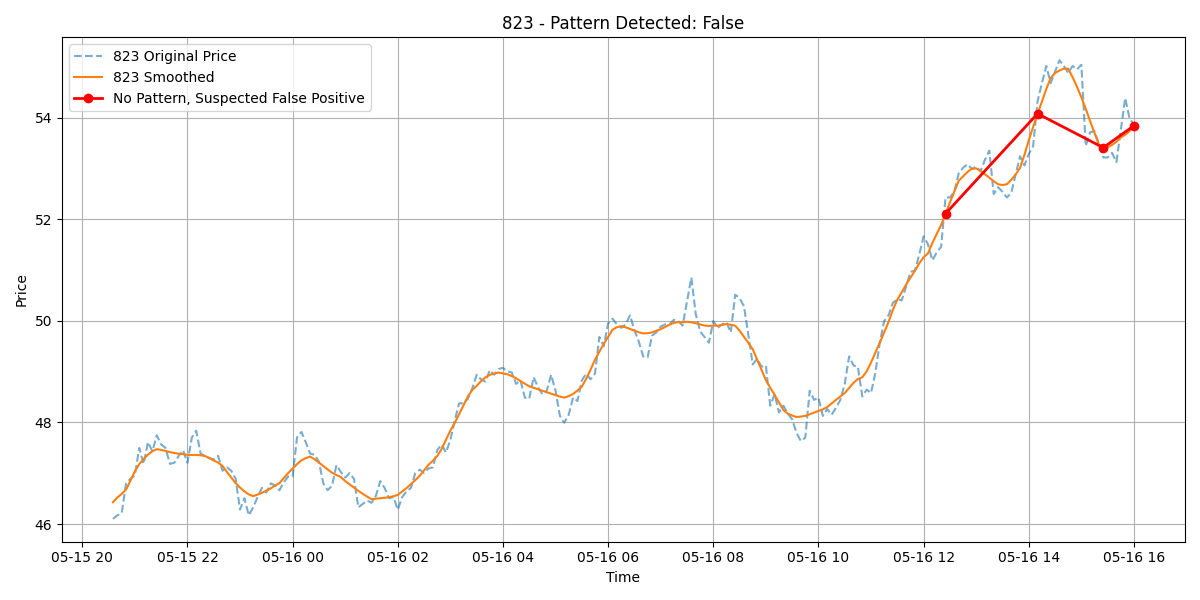 823 - Pattern Detected: False
823 Original Price
823 Smoothed
No Pattern, Suspected False Positive
Price
54
52
50
48
46
05-15 20 05-15 22 05-16 00 05-16 02 05-16 04 05-16 06 05-16 08 05-16 10 05-16 12 05-16 14 05-16 16
Time